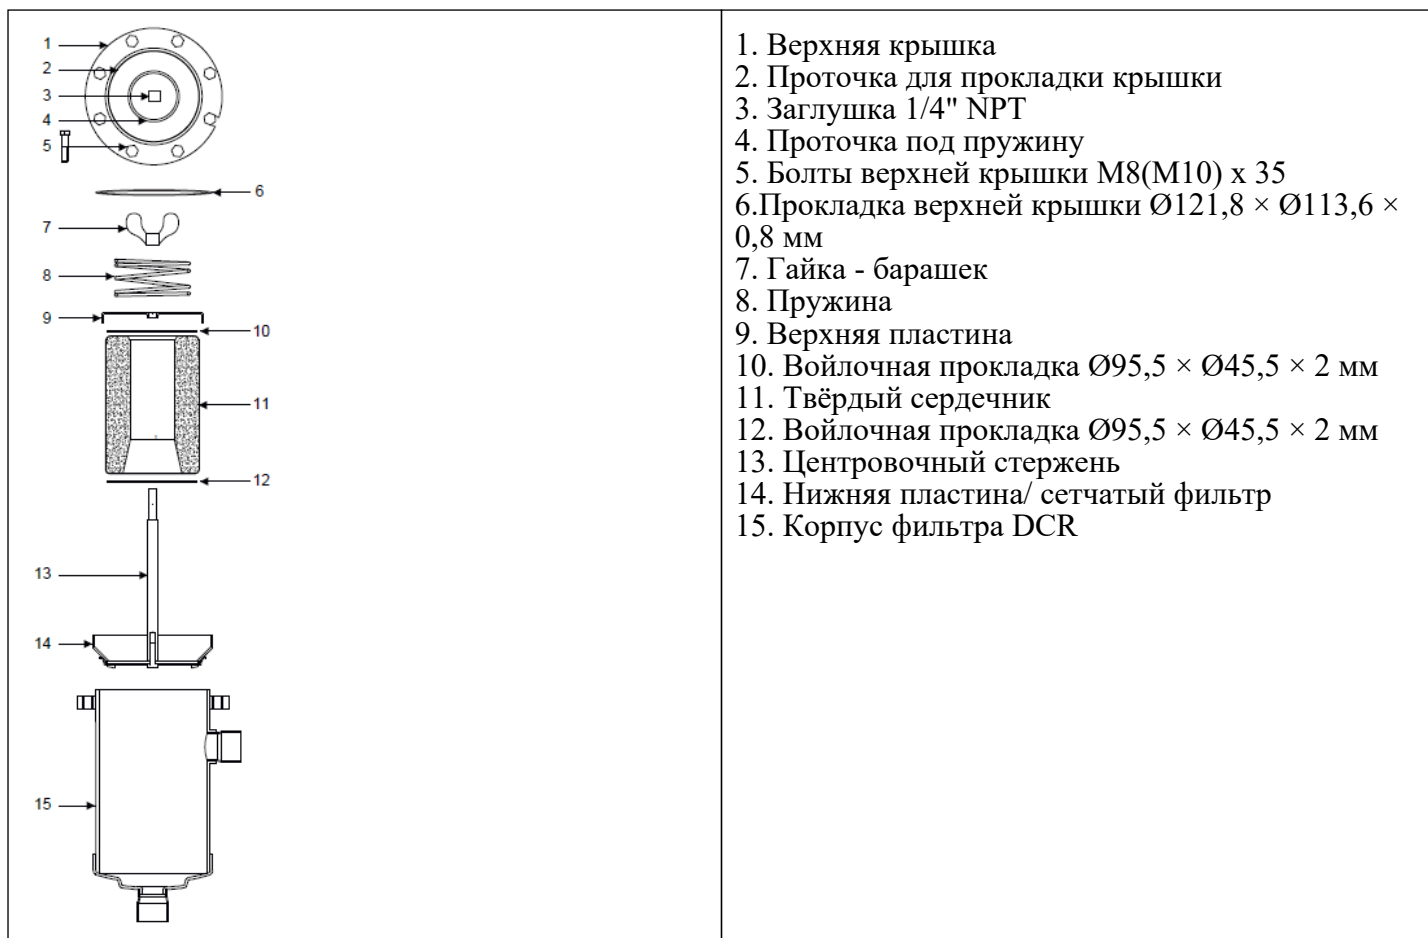 1
2
3
4
5
6
7
8
9
10
11
12
13
14
15
1. Верхняя крышка
2. Проточка для прокладки крышки
3. Заглушка 1/4" NPT
4. Проточка под пружину
5. Болты верхней крышки М8(М10) х 35
6.Прокладка верхней крышки Ø121,8 × Ø113,6 ×
0,8 мм
7. Гайка - барашек
8. Пружина
9. Верхняя пластина
10. Войлочная прокладка Ø95,5 × Ø45,5 × 2 мм
11. Твёрдый сердечник
12. Войлочная прокладка Ø95,5 × Ø45,5 × 2 мм
13. Центровочный стержень
14. Нижняя пластина/ сетчатый фильтр
15. Корпус фильтра DCR